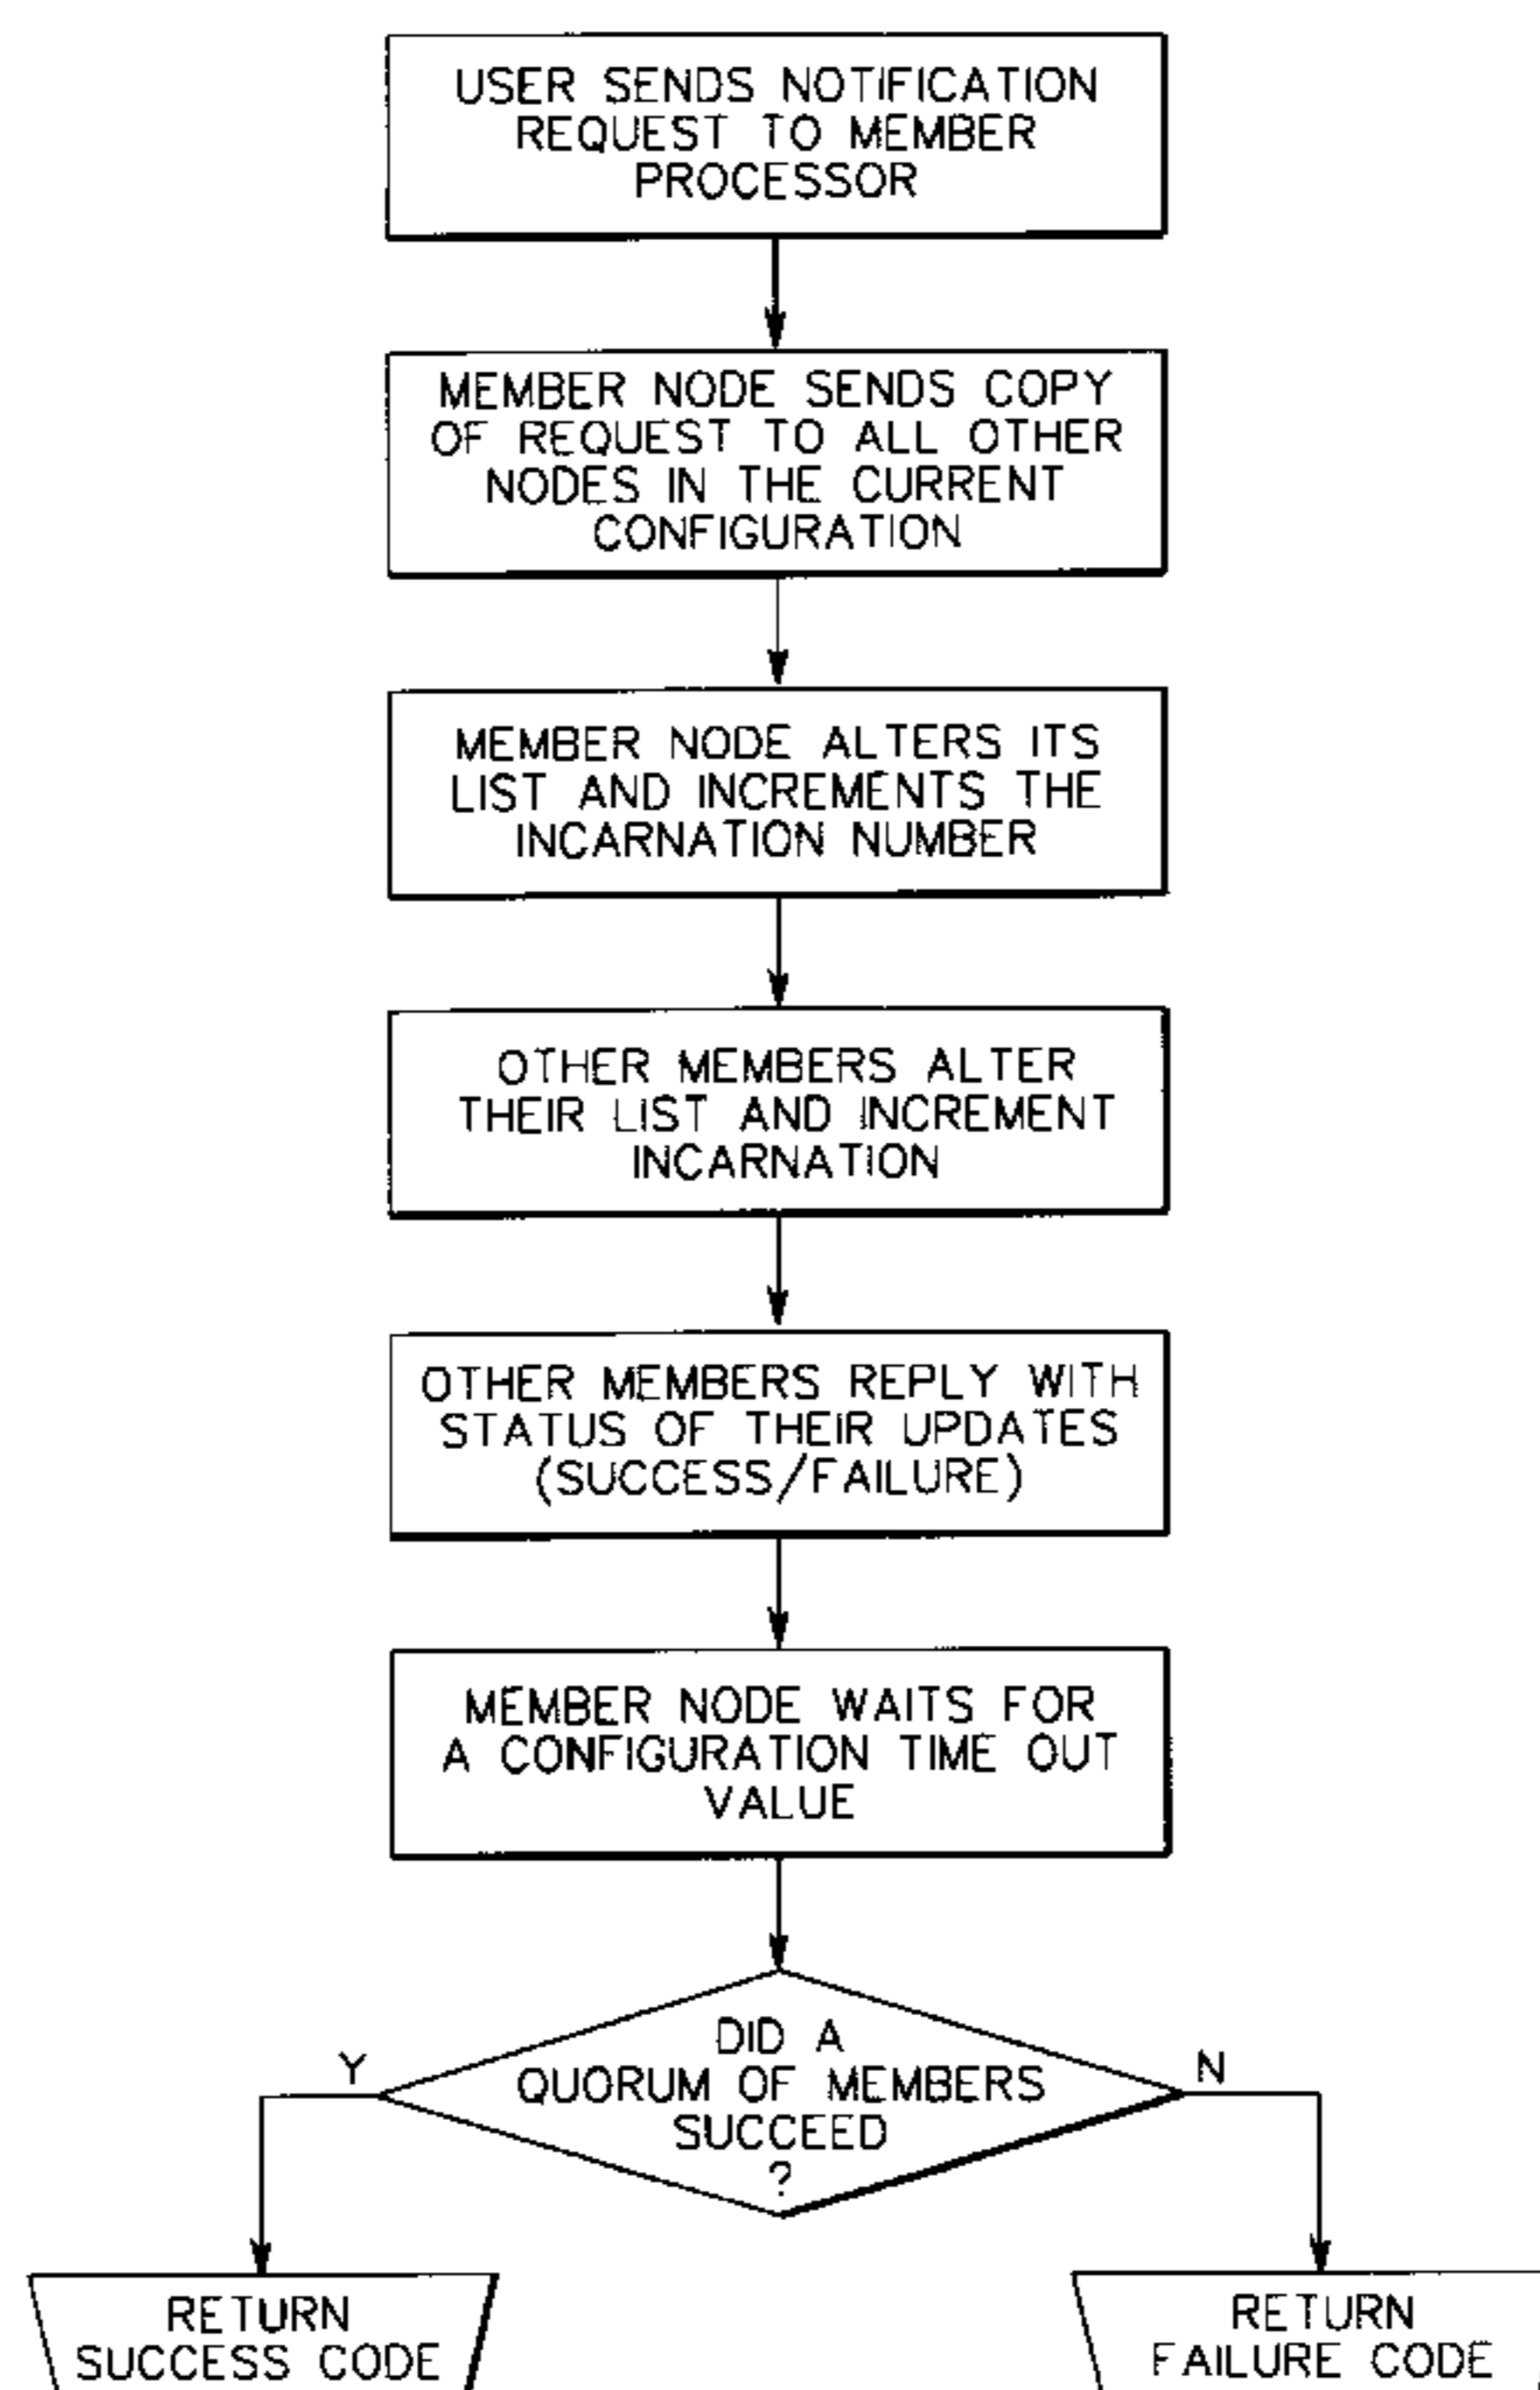 USER SENDS NOTIFICATION
REQUEST TO MEMBER
PROCESSOR
MEMBER NODE SENDS COPY
OF REQUEST TO ALL OTHER
NODES IN THE CURRENT
CONFIGURATION
MEMBER NODE ALTERS ITS
LIST AND INCREMENTS THE
INCARNATION NUMBER
OTHER MEMBERS ALTER
THEIR LIST AND INCREMENT
INCARNATION
OTHER MEMBERS REPLY WITH
STATUS OF THEIR UPDATES
(SUCCESS/FAILURE)
MEMBER NODE WAITS FOR
A CONFIGURATION TIME OUT
VALUE
DID A
QUORUM OF MEMBERS
SUCCEED
?
Y
N
RETURN
SUCCESS CODE
RETURN
FAILURE CODE